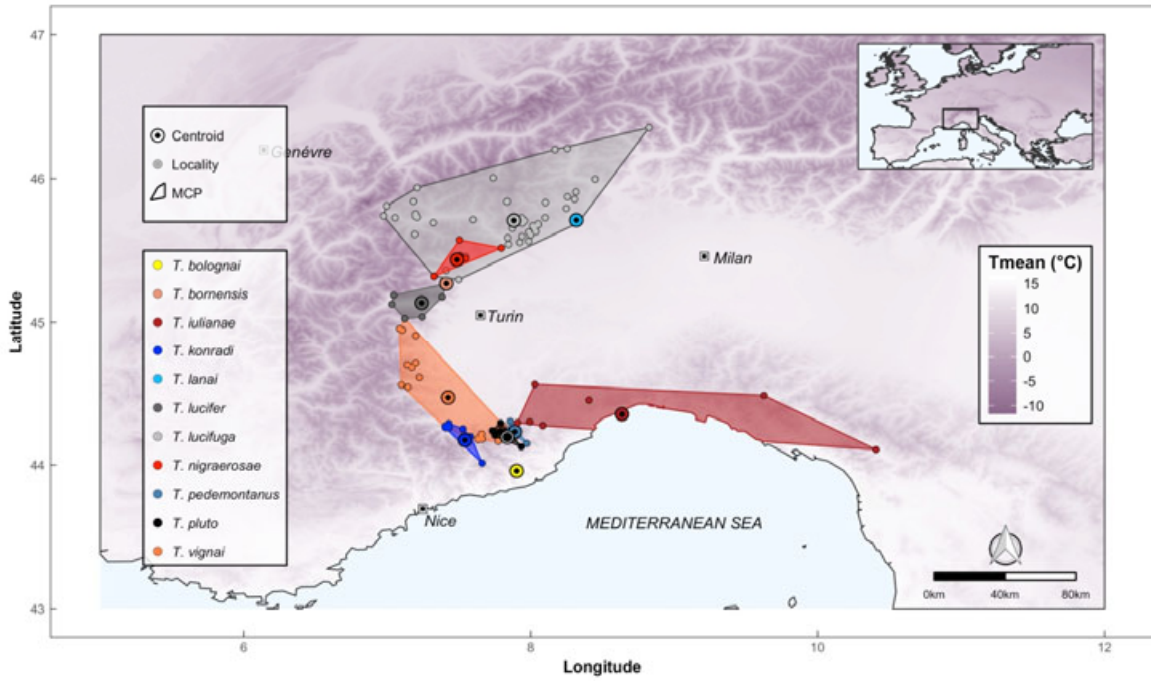 47
46
45
44
43
Latitude
Centroid
Locality
MCP
Genévre
T. bolognai
T. bornensis
T. iulianae
T. konradi
T. lanai
T. lucifer
T. lucifuga
T. nigraerosae
T. pedemontanus
T. pluto
T. vignai
Milan
Turin
Nice
MEDITERRANEAN SEA
Tmean (°C)
15
10
5
0
-5
-10
0km 40km 80km
6 8 10 12
Longitude